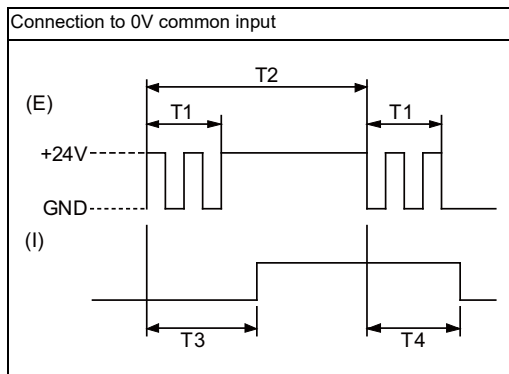 Connection to 0V common input
T2
(E)
T1 T1
+24V
GND
(I)
T3 T4